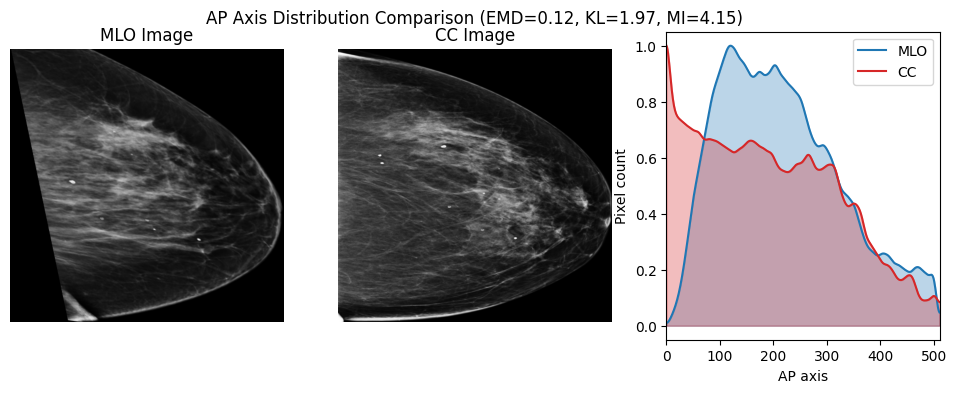 AP Axis Distribution Comparison (EMD=0.12, KL=1.97, MI=4.15)
MLO Image
CC Image
MLO
CC
Pixel count
1.0
0.8
0.6
0.4
0.2
0.0
0 100 200 300 400 500
AP axis